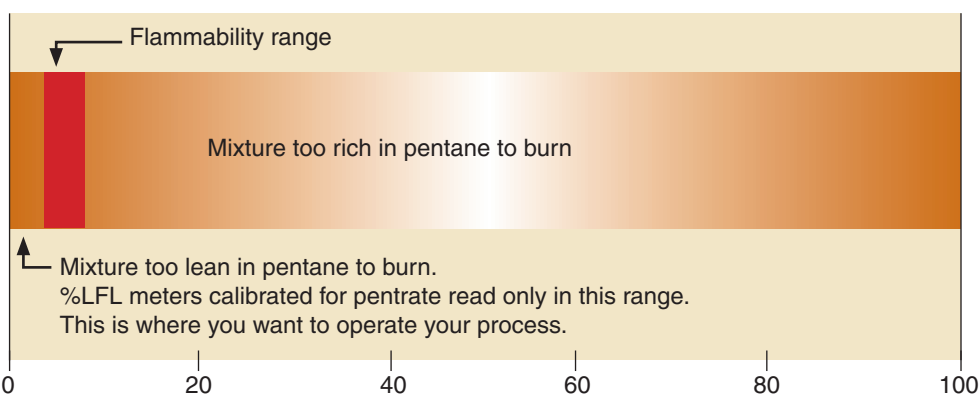 Flammability range
Mixture too rich in pentane to burn
Mixture too lean in pentane to burn.
%LFL meters calibrated for pentrate read only in this range.
This is where you want to operate your process.
0 20 40 60 80 100